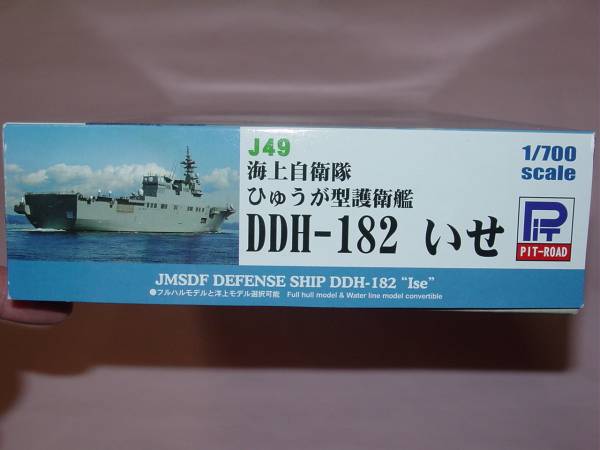 J49
海上自衛隊
ひゅうが型護衛艦
DDH-182 いせ
1/700
scale
PIT
PIT-ROAD
JMSDF DEFENSE SHIP DDH-182 “Ise”
●フルハルモデルと洋上モデル選択可能 Full hull model & Water line model convertible